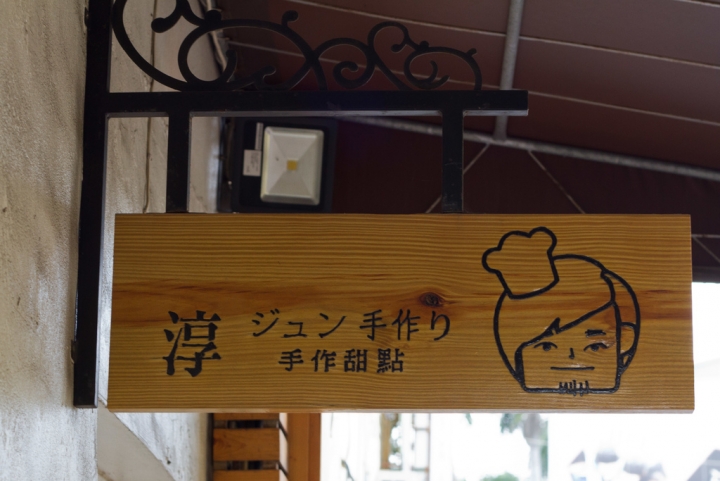 淳
ジュン 手作り
手作甜點